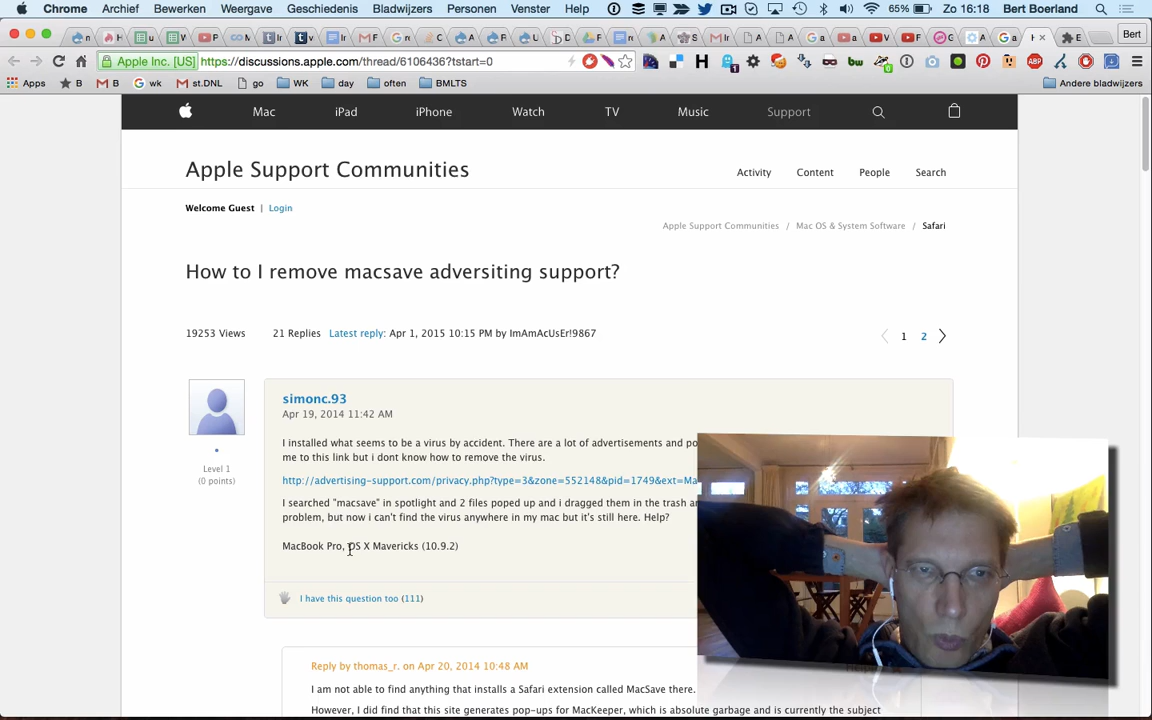 Chrome Archief Bewerken Weergave Geschiedenis Bladwijzers Personen Venster Help 65% Zo 16:18 Bert Boerland
Bert
Apple Inc. [US] https://discussions.apple.com/thread/6106436?tstart=0
Apps B B wk st.DNL go WK day often BMLTS Andere bladwijzers
Mac iPad iPhone Watch TV Music Support
Apple Support Communities
Activity Content People Search
Welcome Guest | Login
Apple Support Communities / Mac OS & System Software / Safari
How to I remove macsave adversiting support?
19253 Views 21 Replies Latest reply: Apr 1, 2015 10:15 PM by ImAmAcUsEr!9867 1 2
simonc.93
Apr 19, 2014 11:42 AM
I installed what seems to be a virus by accident. There are a lot of advertisements and po
me to this link but i dont know how to remove the virus.
http://advertising-support.com/privacy.php?type=3&zone=552148&pid=1749&ext=Ma
I searched "macsave" in spotlight and 2 files poped up and i dragged them in the trash a
problem, but now i can't find the virus anywhere in my mac but it's still here. Help?
MacBook Pro, OS X Mavericks (10.9.2)
Level 1
(0 points)
I have this question too (111)
Reply by thomas_r. on Apr 20, 2014 10:48 AM
I am not able to find anything that installs a Safari extension called MacSave there.
However, I did find that this site generates pop-ups for MacKeeper, which is absolute garbage and is currently the subject